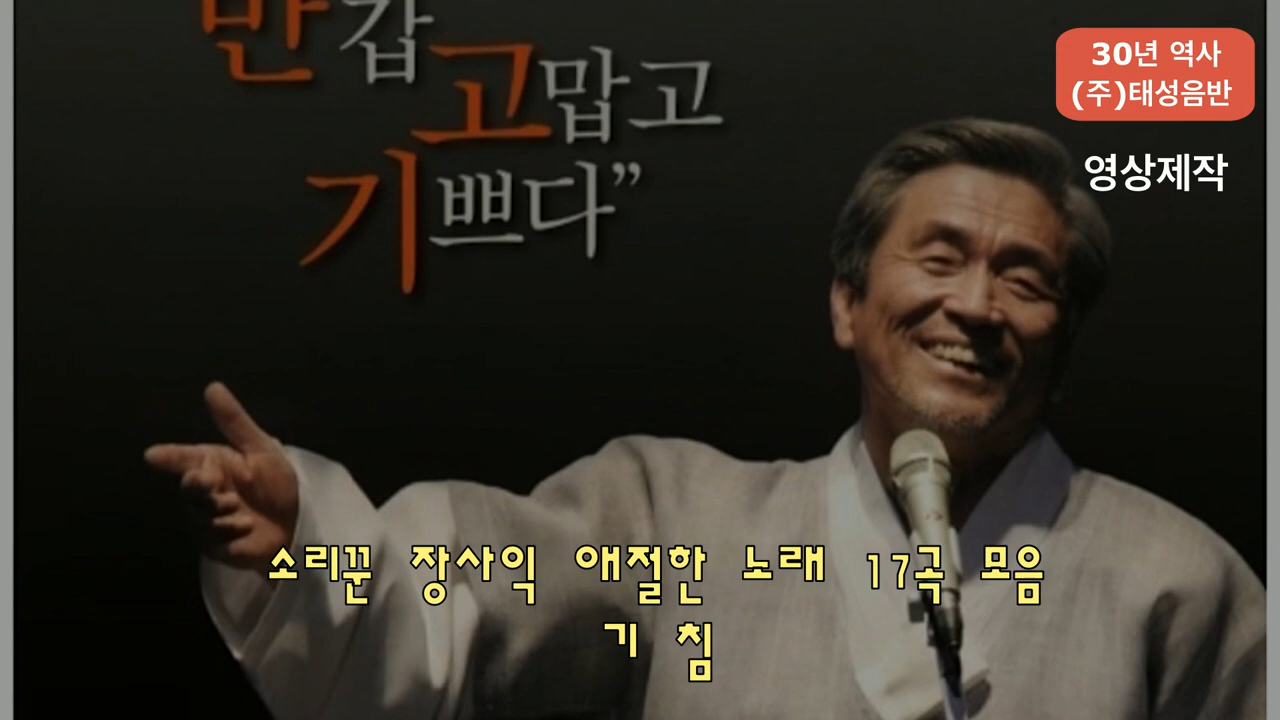 반갑
고맙고
기쁘다”
30년 역사
(주)태성음반
영상제작
소리꾼 장사익 애절한 노래 17곡 모음
기 침